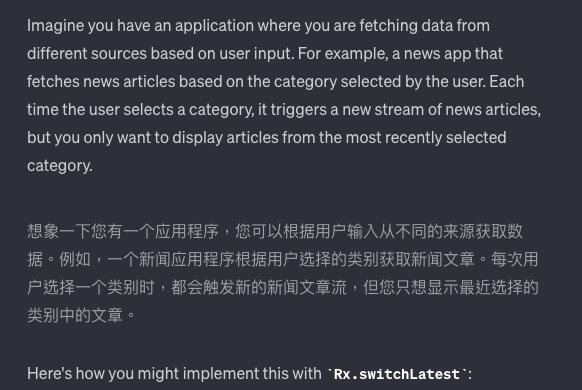 Imagine you have an application where you are fetching data from
different sources based on user input. For example, a news app that
fetches news articles based on the category selected by the user. Each
time the user selects a category, it triggers a new stream of news articles,
but you only want to display articles from the most recently selected
category.
想象一下您有一个应用程序，您可以根据用户输入从不同的来源获取数
据。例如，一个新闻应用程序根据用户选择的类别获取新闻文章。每次用
户选择一个类别时，都会触发新的新闻文章流，但您只想显示最近选择的
类别中的文章。
Here's how you might implement this with `Rx.switchLatest`: